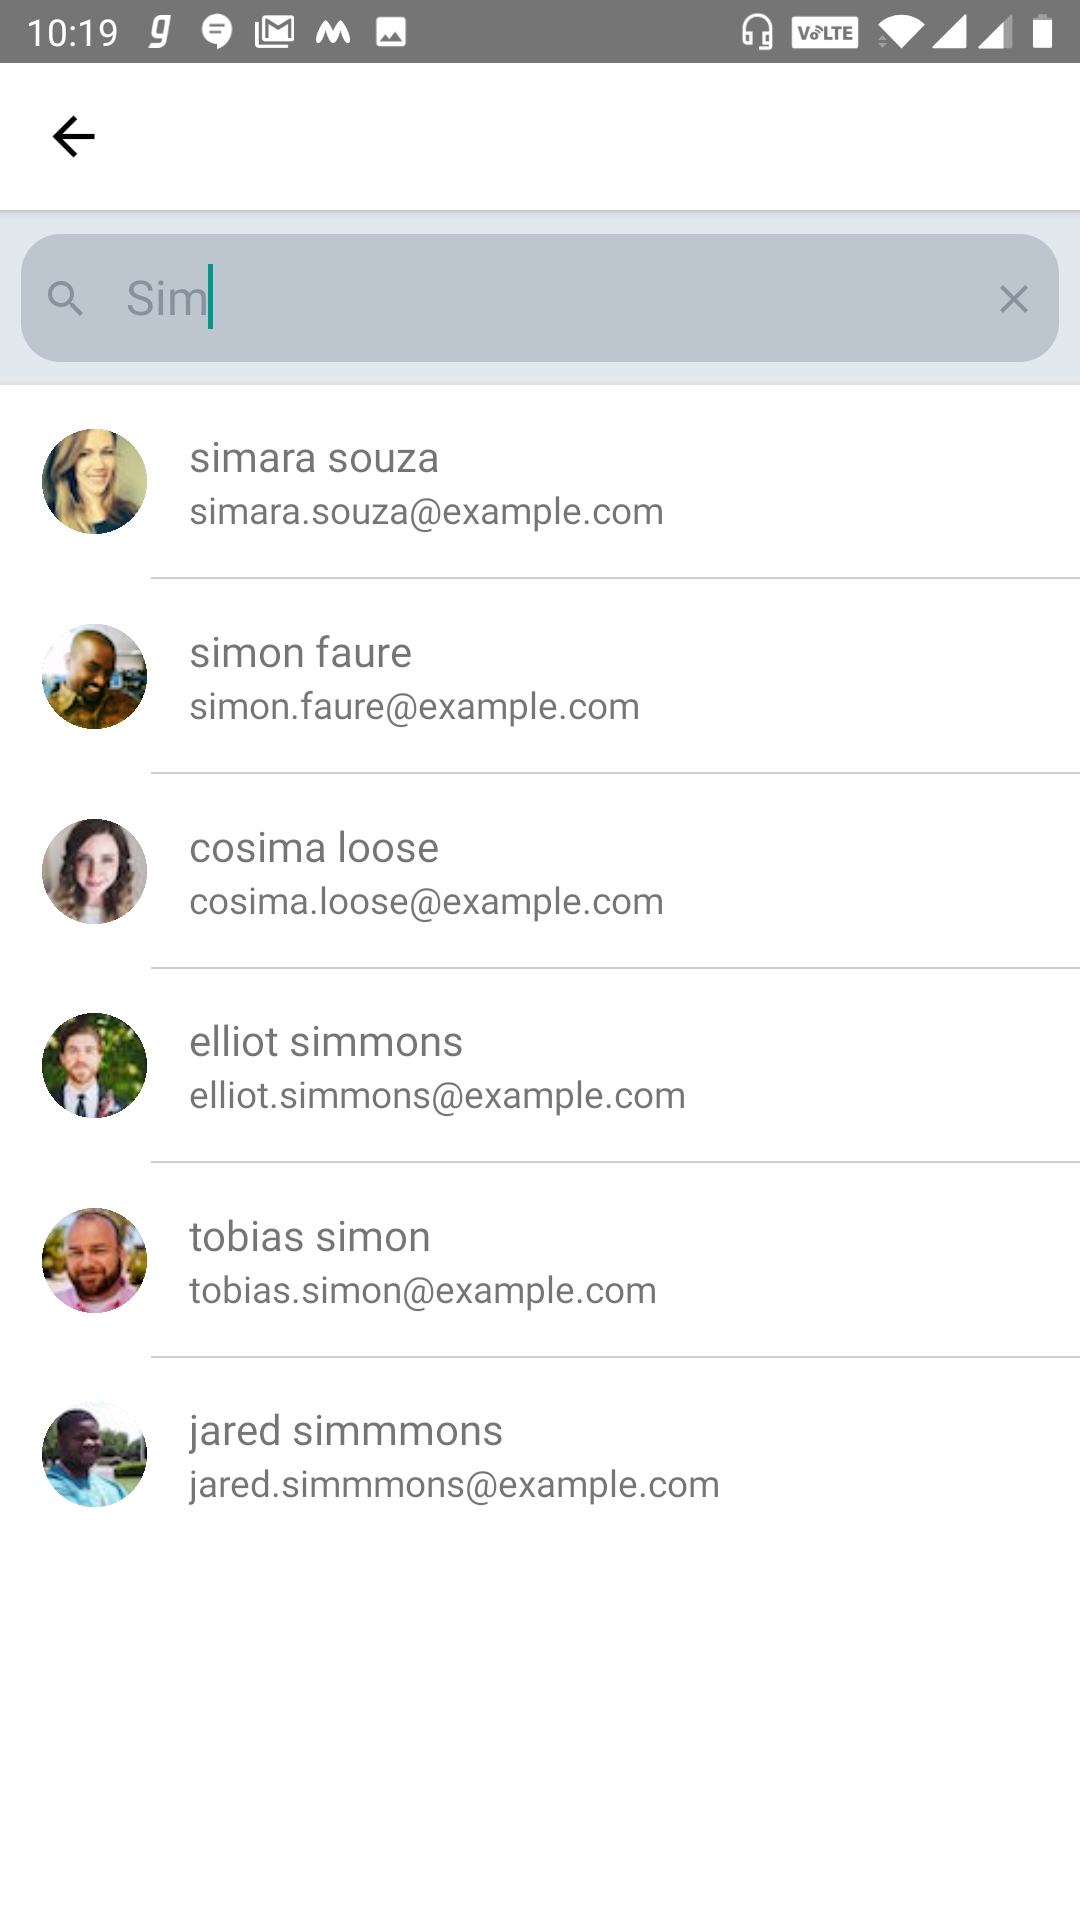 10:19 g VoLTE
Sim
simara souza
simara.souza@example.com
simon faure
simon.faure@example.com
cosima loose
cosima.loose@example.com
elliot simmons
elliot.simmons@example.com
tobias simon
tobias.simon@example.com
jared simmmons
jared.simmmons@example.com